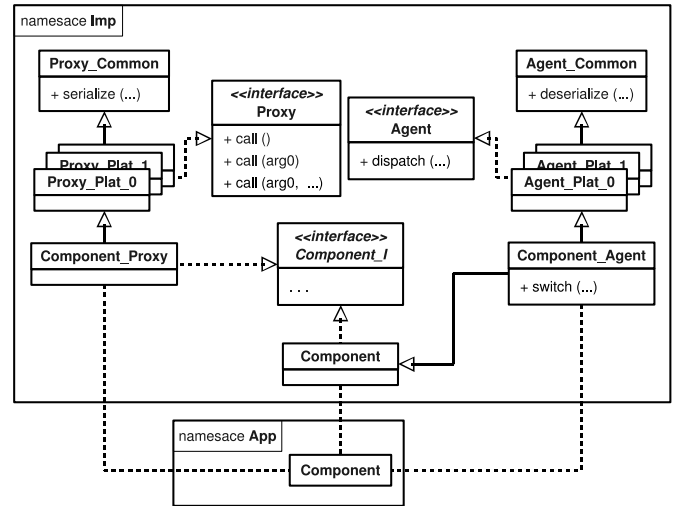 namesace Imp
Proxy_Common
+ serialize (...)
Agent_Common
+ deserialize (...)
<<interface>>
Proxy
+ call ()
+ call (arg0)
+ call (arg0, ...)
<<interface>>
Agent
+ dispatch (...)
Proxy_Plat_1
Proxy_Plat_0
Agent_Plat_1
Agent_Plat_0
Component_Proxy
<<interface>>
Component_I
. . .
Component_Agent
+ switch (...)
Component
namesace App
Component